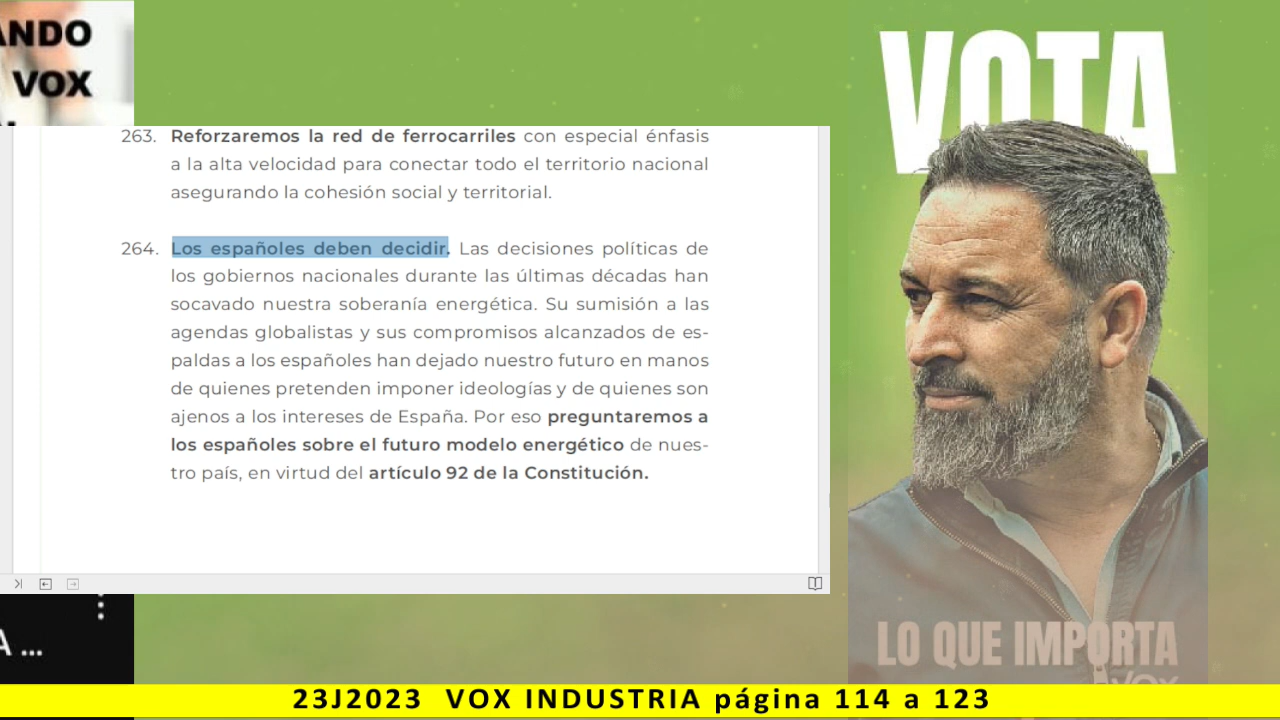 ANDO
VOX
VOTA
263. Reforzaremos la red de ferrocarriles con especial énfasis
a la alta velocidad para conectar todo el territorio nacional
asegurando la cohesión social y territorial.
264. Los españoles deben decidir. Las decisiones políticas de
los gobiernos nacionales durante las últimas décadas han
socavado nuestra soberanía energética. Su sumisión a las
agendas globalistas y sus compromisos alcanzados de es-
paldas a los españoles han dejado nuestro futuro en manos
de quienes pretenden imponer ideologías y de quienes son
ajenos a los intereses de España. Por eso preguntaremos a
los españoles sobre el futuro modelo energético de nues-
tro país, en virtud del artículo 92 de la Constitución.
A ...
LO QUE IMPORTA
VOX
23J2023 VOX INDUSTRIA página 114 a 123